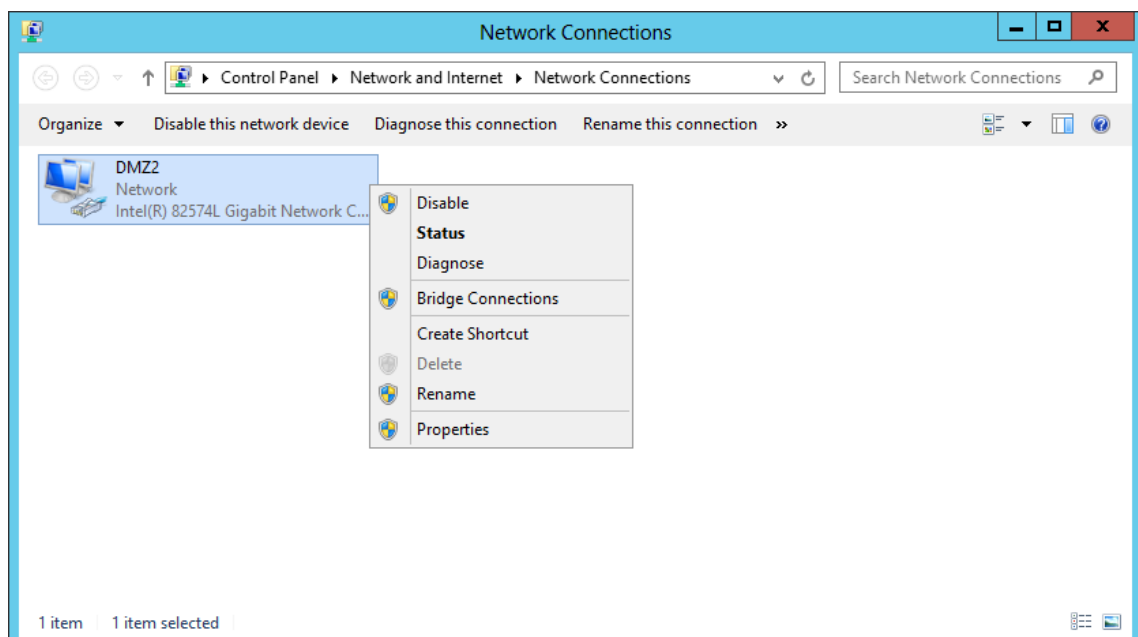 Network Connections
Control Panel Network and Internet Network Connections
Search Network Connections
Organize Disable this network device Diagnose this connection Rename this connection »
DMZ2
Network
Intel(R) 82574L Gigabit Network C...
Disable
Status
Diagnose
Bridge Connections
Create Shortcut
Delete
Rename
Properties
1 item 1 item selected